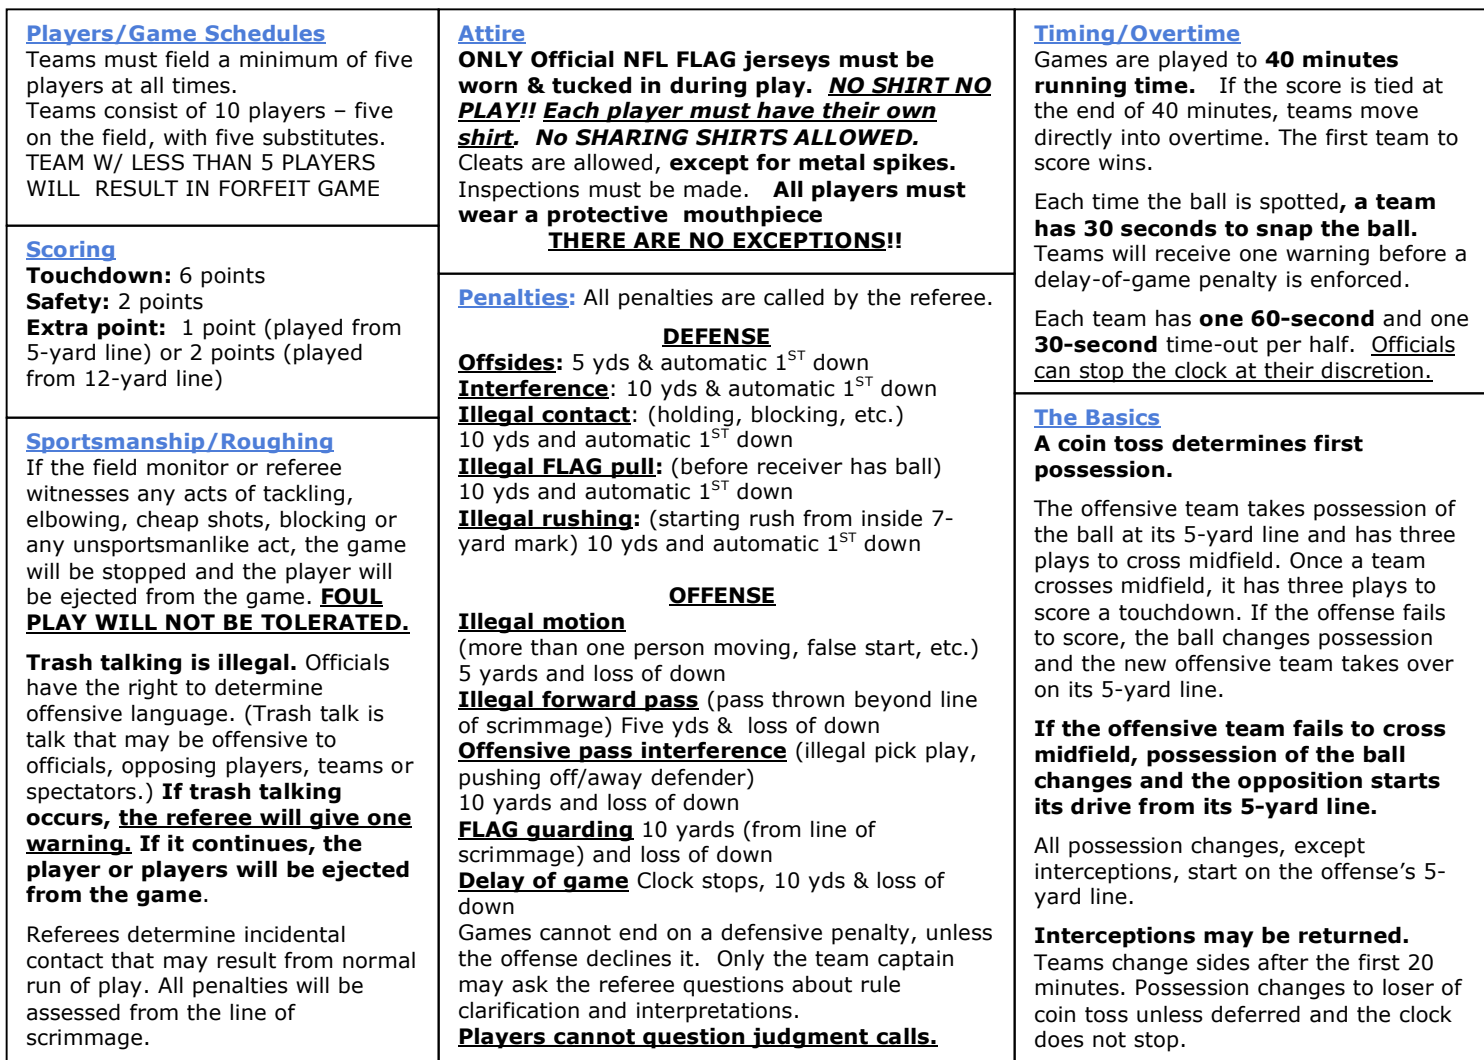 Players/Game Schedules
Teams must field a minimum of five
players at all times.
Teams consist of 10 players – five
on the field, with five substitutes.
TEAM W/ LESS THAN 5 PLAYERS
WILL RESULT IN FORFEIT GAME
Scoring
Touchdown: 6 points
Safety: 2 points
Extra point: 1 point (played from
5-yard line) or 2 points (played
from 12-yard line)
Sportsmanship/Roughing
If the field monitor or referee
witnesses any acts of tackling,
elbowing, cheap shots, blocking or
any unsportsmanlike act, the game
will be stopped and the player will
be ejected from the game. FOUL
PLAY WILL NOT BE TOLERATED.
Trash talking is illegal. Officials
have the right to determine
offensive language. (Trash talk is
talk that may be offensive to
officials, opposing players, teams or
spectators.) If trash talking
occurs, the referee will give one
warning. If it continues, the
player or players will be ejected
from the game.
Referees determine incidental
contact that may result from normal
run of play. All penalties will be
assessed from the line of
scrimmage.
Attire
ONLY Official NFL FLAG jerseys must be
worn & tucked in during play. NO SHIRT NO
PLAY!! Each player must have their own
shirt. No SHARING SHIRTS ALLOWED.
Cleats are allowed, except for metal spikes.
Inspections must be made. All players must
wear a protective mouthpiece
THERE ARE NO EXCEPTIONS!!
Penalties: All penalties are called by the referee.
DEFENSE
Offsides: 5 yds & automatic 1ST down
Interference: 10 yds & automatic 1ST down
Illegal contact: (holding, blocking, etc.)
10 yds and automatic 1ST down
Illegal FLAG pull: (before receiver has ball)
10 yds and automatic 1ST down
Illegal rushing: (starting rush from inside 7-
yard mark) 10 yds and automatic 1ST down
OFFENSE
Illegal motion
(more than one person moving, false start, etc.)
5 yards and loss of down
Illegal forward pass (pass thrown beyond line
of scrimmage) Five yds & loss of down
Offensive pass interference (illegal pick play,
pushing off/away defender)
10 yards and loss of down
FLAG guarding 10 yards (from line of
scrimmage) and loss of down
Delay of game Clock stops, 10 yds & loss of
down
Games cannot end on a defensive penalty, unless
the offense declines it. Only the team captain
may ask the referee questions about rule
clarification and interpretations.
Players cannot question judgment calls.
Timing/Overtime
Games are played to 40 minutes
running time. If the score is tied at
the end of 40 minutes, teams move
directly into overtime. The first team to
score wins.
Each time the ball is spotted, a team
has 30 seconds to snap the ball.
Teams will receive one warning before a
delay-of-game penalty is enforced.
Each team has one 60-second and one
30-second time-out per half. Officials
can stop the clock at their discretion.
The Basics
A coin toss determines first
possession.
The offensive team takes possession of
the ball at its 5-yard line and has three
plays to cross midfield. Once a team
crosses midfield, it has three plays to
score a touchdown. If the offense fails
to score, the ball changes possession
and the new offensive team takes over
on its 5-yard line.
If the offensive team fails to cross
midfield, possession of the ball
changes and the opposition starts
its drive from its 5-yard line.
All possession changes, except
interceptions, start on the offense's 5-
yard line.
Interceptions may be returned.
Teams change sides after the first 20
minutes. Possession changes to loser of
coin toss unless deferred and the clock
does not stop.